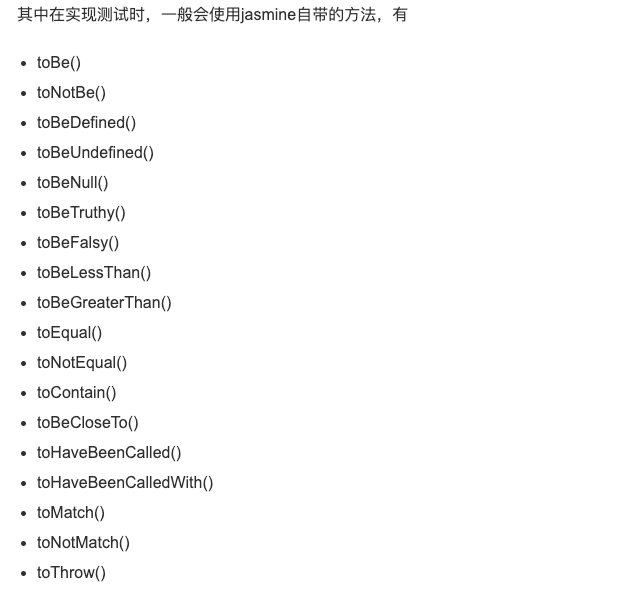 其中在实现测试时，一般会使用jasmine自带的方法，有
• toBe()
• toNotBe()
• toBeDefined()
• toBeUndefined()
• toBeNull()
• toBeTruthy()
• toBeFalsy()
• toBeLessThan()
• toBeGreaterThan()
• toEqual()
• toNotEqual()
• toContain()
• toBeCloseTo()
• toHaveBeenCalled()
• toHaveBeenCalledWith()
• toMatch()
• toNotMatch()
• toThrow()